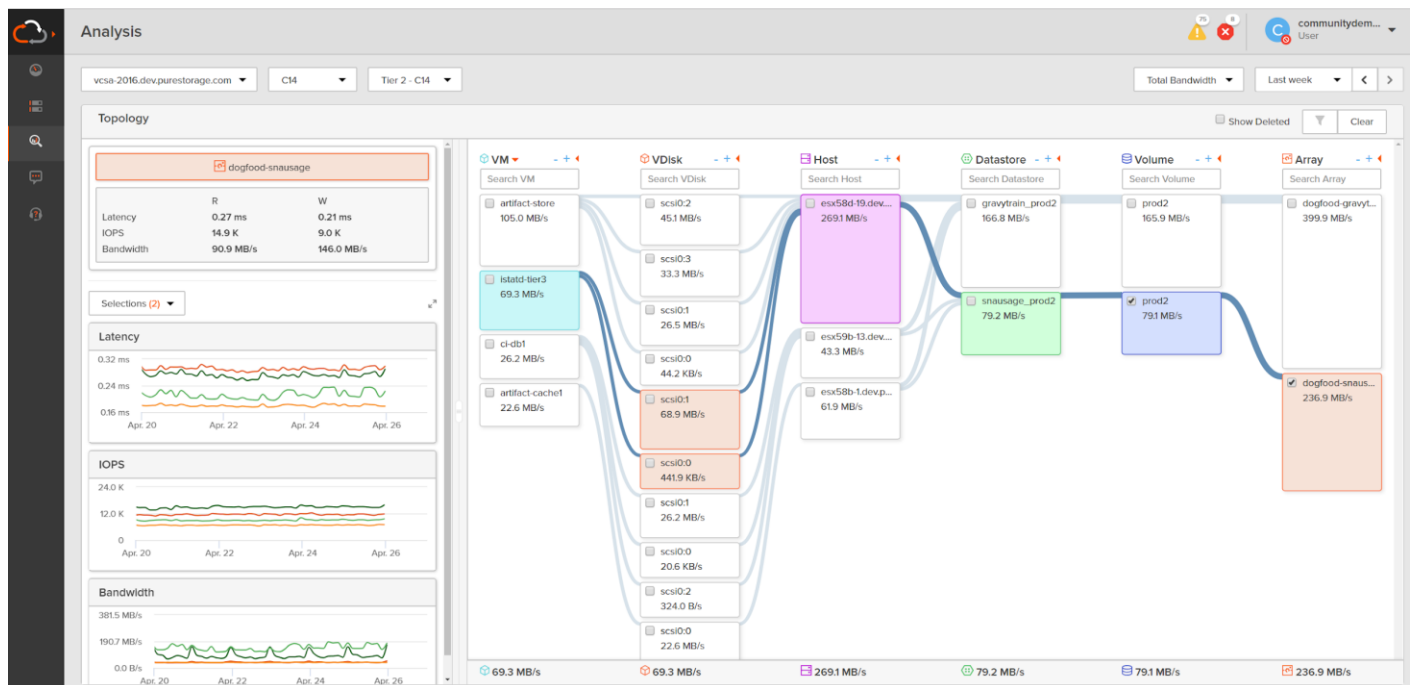 Analysis
75
8
C
communitydem...
User
vcsa-2016.dev.purestorage.com
C14
Tier 2 - C14
Total Bandwidth
Last week
Topology
Show Deleted
Clear
dogfood-snausage
R W
Latency 0.27 ms 0.21 ms
IOPS 14.9 K 9.0 K
Bandwidth 90.9 MB/s 146.0 MB/s
Selections (2)
Latency
0.32 ms
0.24 ms
0.16 ms
Apr. 20 Apr. 22 Apr. 24 Apr. 26
IOPS
24.0 K
12.0 K
0
Apr. 20 Apr. 22 Apr. 24 Apr. 26
Bandwidth
381.5 MB/s
190.7 MB/s
0.0 B/s
Apr. 20 Apr. 22 Apr. 24 Apr. 26
VM - +
Search VM
artifact-store
105.0 MB/s
istatd-tier3
69.3 MB/s
ci-db1
26.2 MB/s
artifact-cache1
22.6 MB/s
69.3 MB/s
VDisk - +
Search VDisk
scsi0:2
45.1 MB/s
scsi0:3
33.3 MB/s
scsi0:1
26.5 MB/s
scsi0:0
44.2 KB/s
scsi0:1
68.9 MB/s
scsi0:0
441.9 KB/s
scsi0:1
26.2 MB/s
scsi0:0
20.6 KB/s
scsi0:2
324.0 B/s
scsi0:0
22.6 MB/s
69.3 MB/s
Host - +
Search Host
esx58d-19.dev....
269.1 MB/s
esx59b-13.dev....
43.3 MB/s
esx58b-1.dev.p...
61.9 MB/s
269.1 MB/s
Datastore - +
Search Datastore
gravytrain_prod2
166.8 MB/s
snausage_prod2
79.2 MB/s
79.2 MB/s
Volume - +
Search Volume
prod2
165.9 MB/s
prod2
79.1 MB/s
79.1 MB/s
Array - +
Search Array
dogfood-gravyt...
399.9 MB/s
dogfood-snaus...
236.9 MB/s
236.9 MB/s